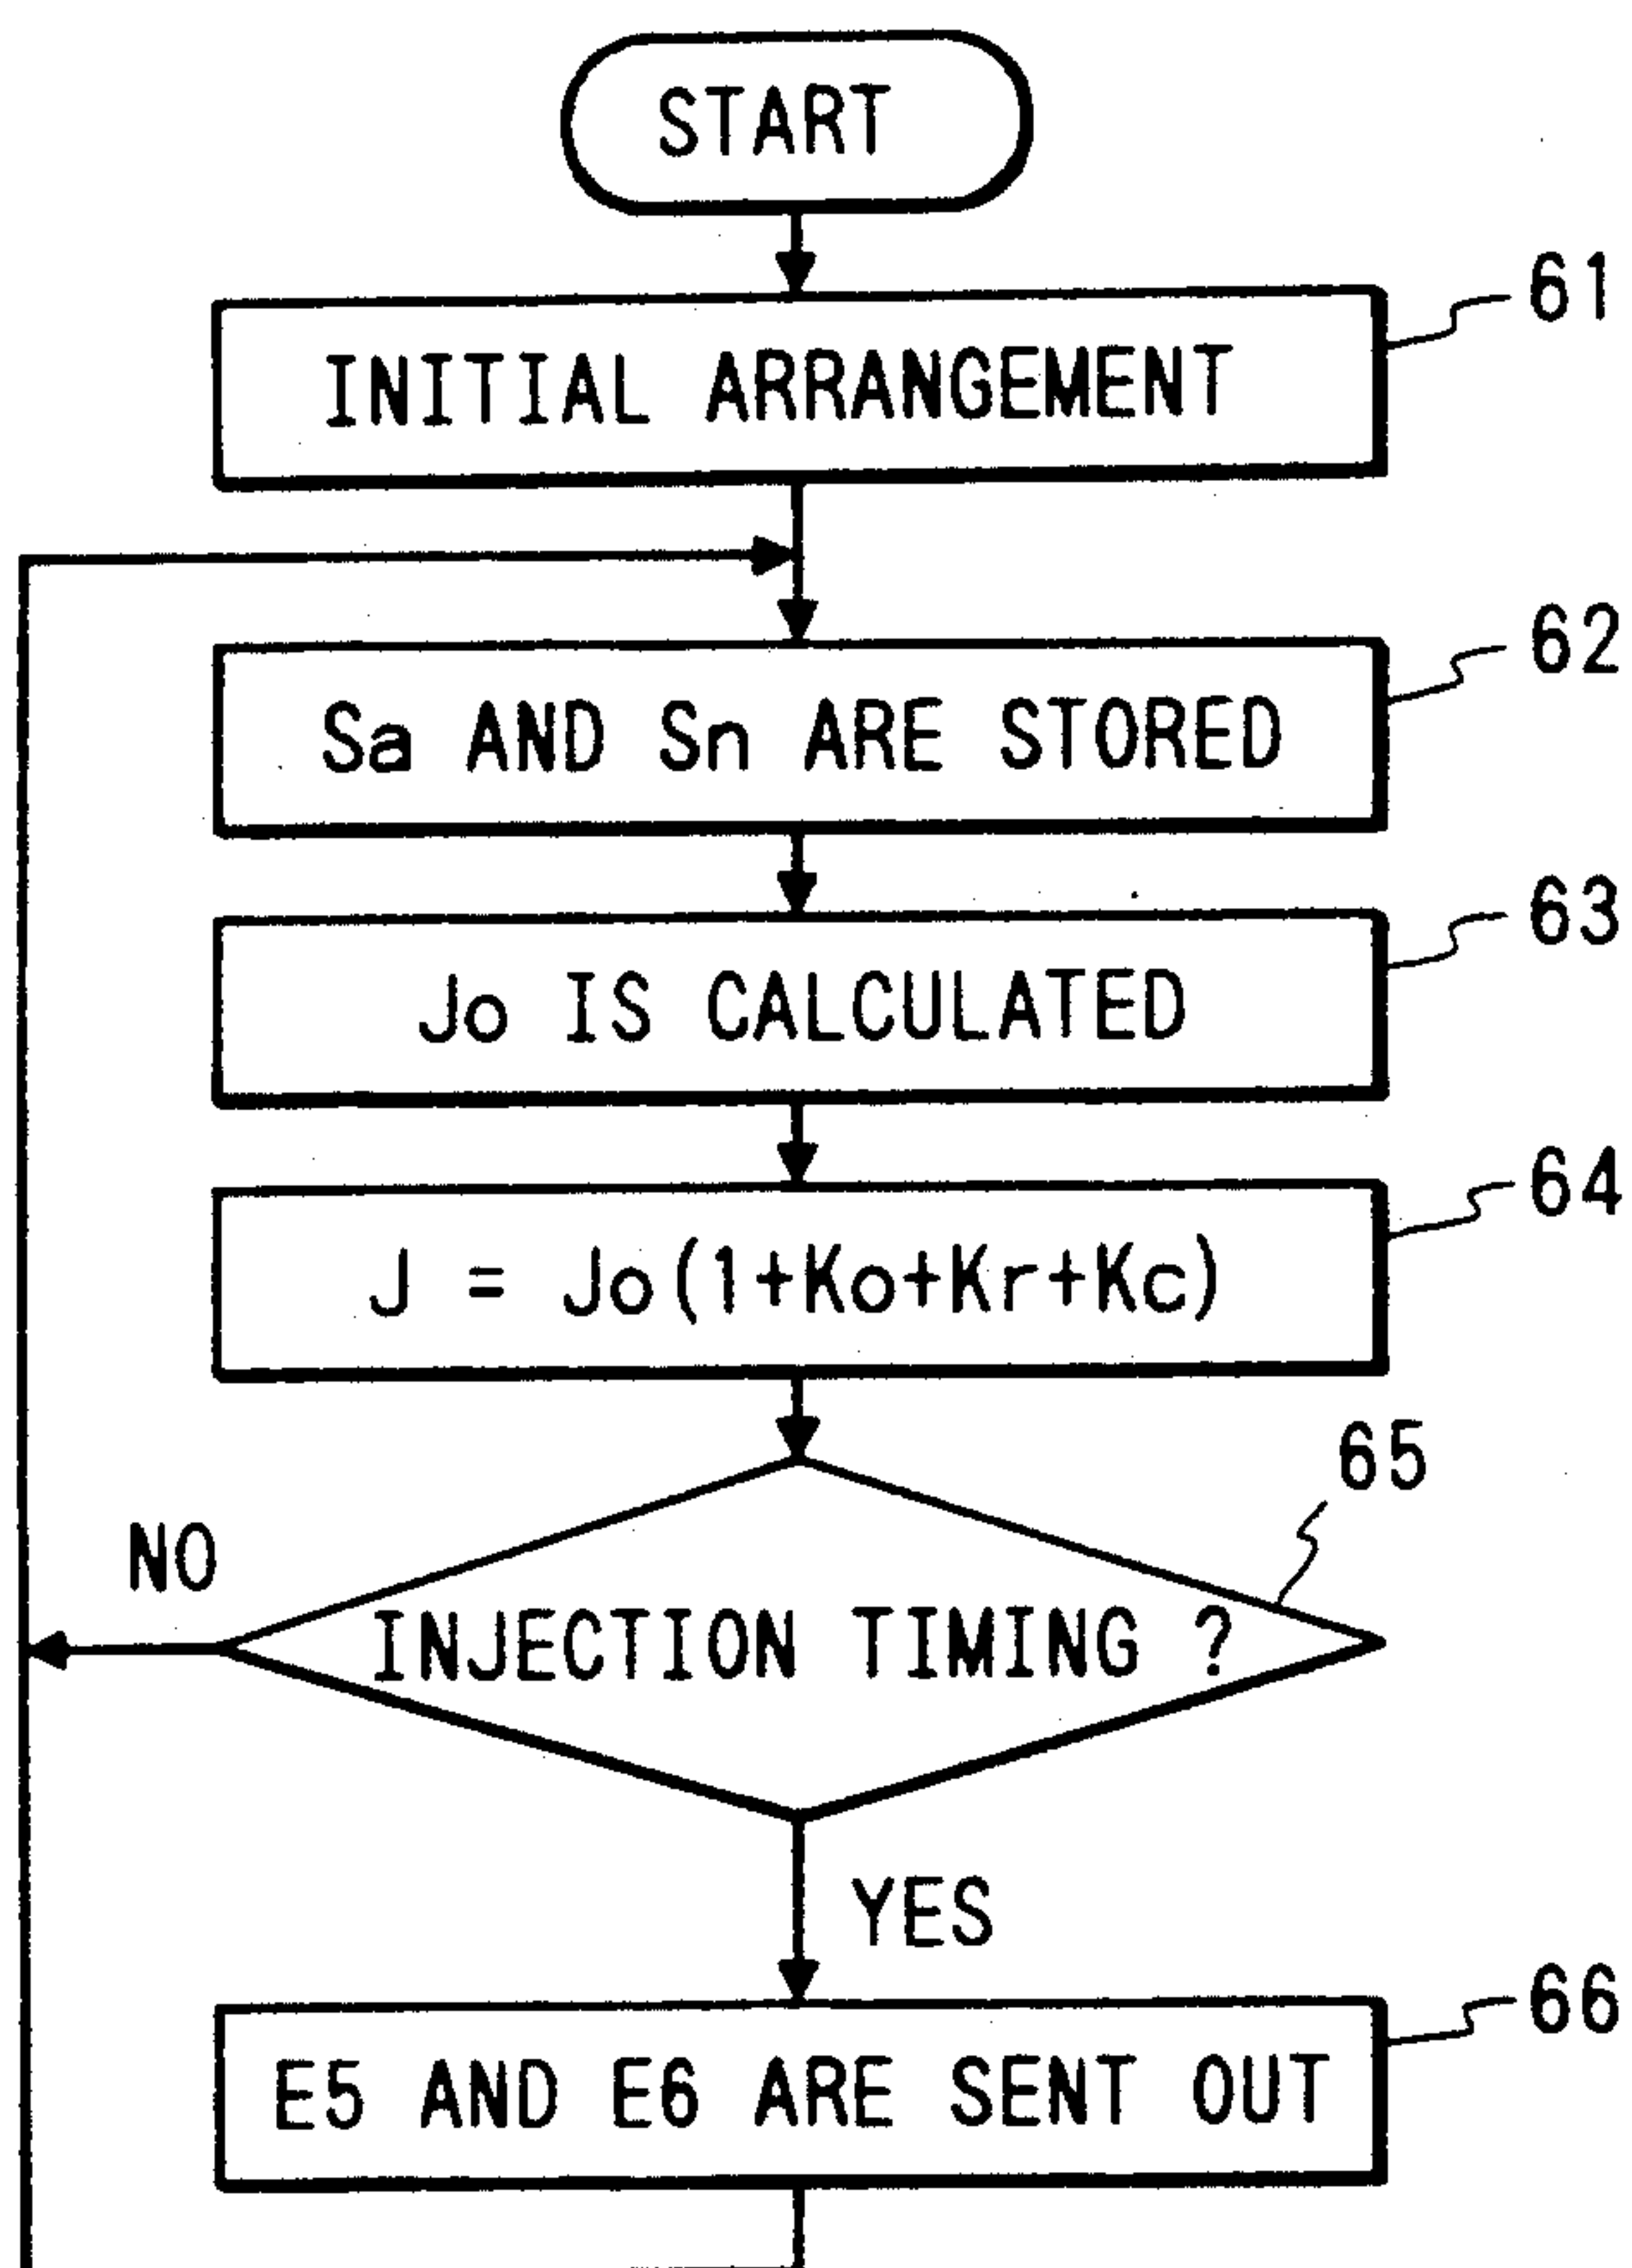 START
61
INITIAL ARRANGEMENT
62
Sa AND Sn ARE STORED
63
Jo IS CALCULATED
64
J = Jo(1+Ko+Kr+Kc)
65
NO
INJECTION TIMING ?
YES
66
E5 AND E6 ARE SENT OUT